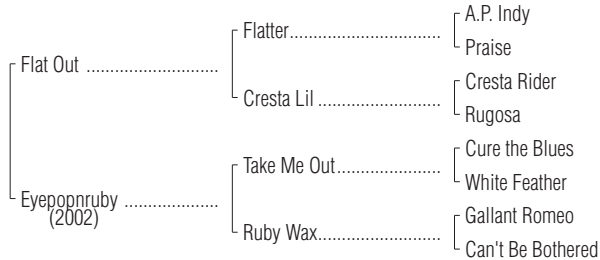 A.P. Indy
Flatter
Praise
Flat Out
Cresta Rider
Cresta Lil
Rugosa
Cure the Blues
Take Me Out
White Feather
Eyepopnruby
(2002)
Gallant Romeo
Ruby Wax
Can't Be Bothered